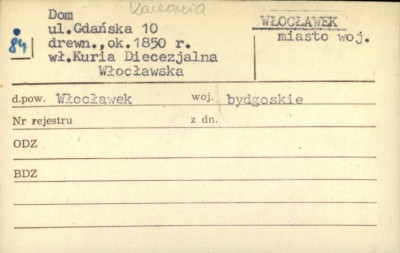 Dom
ul.Gdańska 10
drewn.,ok.1850 r.
wł.Kuria Diecezjalna
Włocławska
84
WŁOCŁAWEK
miasto woj.
d.pow. Włocławek woj. bydgoskie
Nr rejestru z dn.
ODZ
BDZ